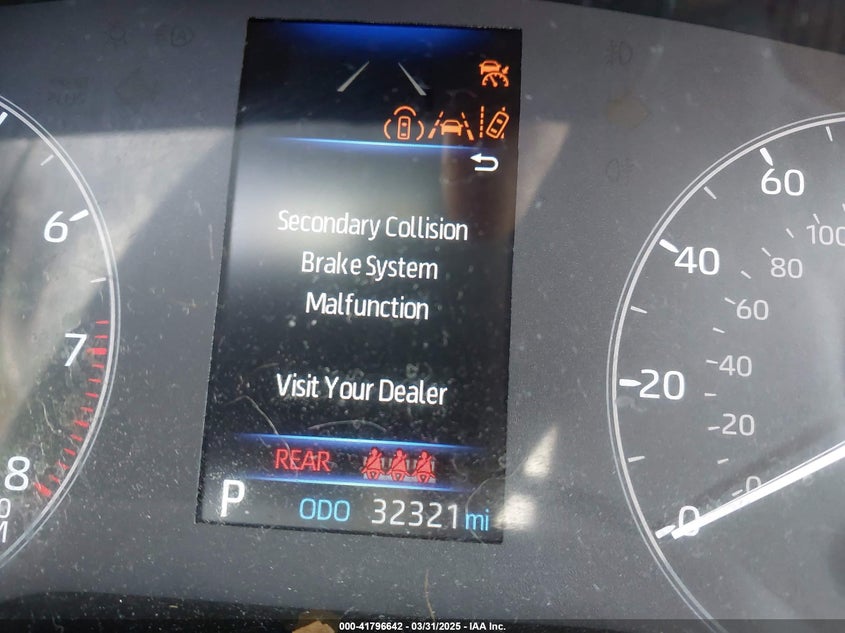 Secondary Collision
Brake System
Malfunction
Visit Your Dealer
REAR
P ODO 32321 mi
6
7
8
60
40
20
0
100
80
60
40
20
0
000-41796642 - 03/31/2025 - IAA Inc.